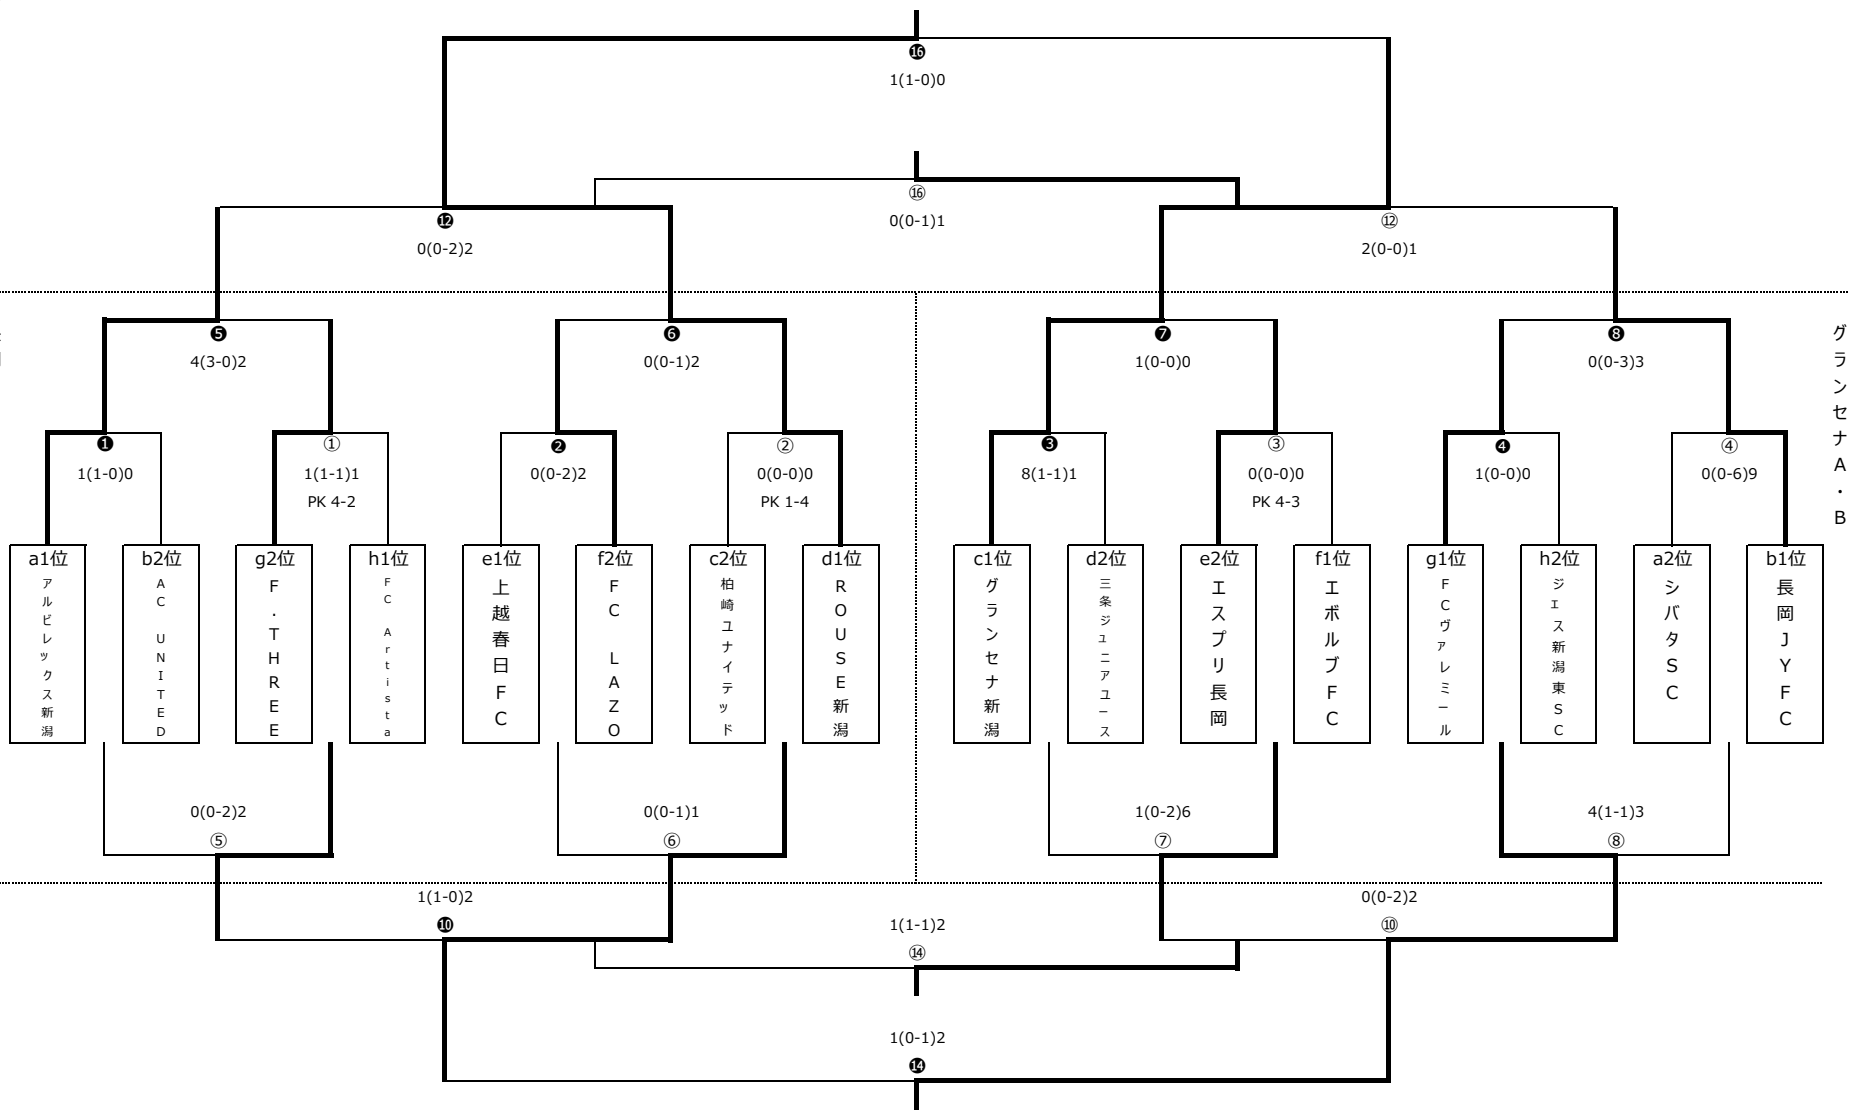 ⓰
1(1-0)0
⑯
0(0-1)1
⓬
0(0-2)2
⑫
2(0-0)1
❺
4(3-0)2
❻
0(0-1)2
❼
1(0-0)0
❽
0(0-3)3
グランセナA・B
❶
1(1-0)0
①
1(1-1)1
PK 4-2
❷
0(0-2)2
②
0(0-0)0
PK 1-4
❸
8(1-1)1
③
0(0-0)0
PK 4-3
❹
1(0-0)0
④
0(0-6)9
a1位
アルビレックス新潟
b2位
AC UNITED
g2位
F.THREE
h1位
FC Artista
e1位
上越春日FC
f2位
FC LAZO
c2位
柏崎ユナイテッド
d1位
ROUSE新潟
c1位
グランセナ新潟
d2位
三条ジュニアユース
e2位
エスプリ長岡
f1位
エボルブFC
g1位
FCヴァレミール
h2位
ジェス新潟東SC
a2位
シバタSC
b1位
長岡JYFC
0(0-2)2
⑤
0(0-1)1
⑥
1(0-2)6
⑦
4(1-1)3
⑧
1(1-0)2
❿
0(0-2)2
⑩
1(1-1)2
⑭
1(0-1)2
⓮